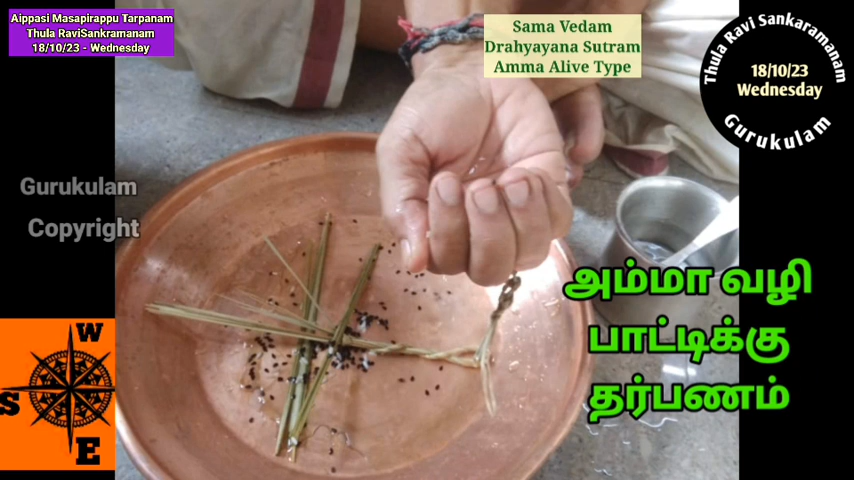 Aippasi Masapirappu Tarpanam
Thula RaviSankramanam
18/10/23 - Wednesday
Sama Vedam
Drahyayana Sutram
Amma Alive Type
Thula Ravi Sankaramanam
18/10/23
Wednesday
Gurukulam
Gurukulam
Copyright
அம்மா வழி
பாட்டிக்கு
தர்பணம்
W
S
E